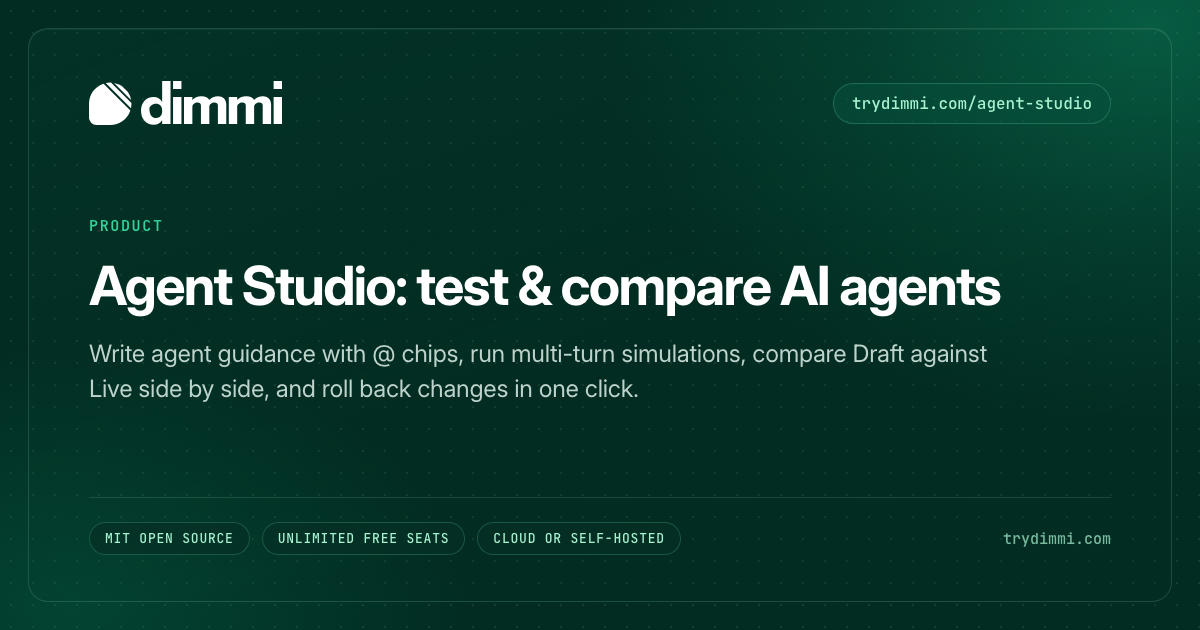 dimmi
trydimmi.com/agent-studio
PRODUCT
Agent Studio: test & compare AI agents
Write agent guidance with @ chips, run multi-turn simulations, compare Draft against
Live side by side, and roll back changes in one click.
MIT OPEN SOURCE
UNLIMITED FREE SEATS
CLOUD OR SELF-HOSTED
trydimmi.com